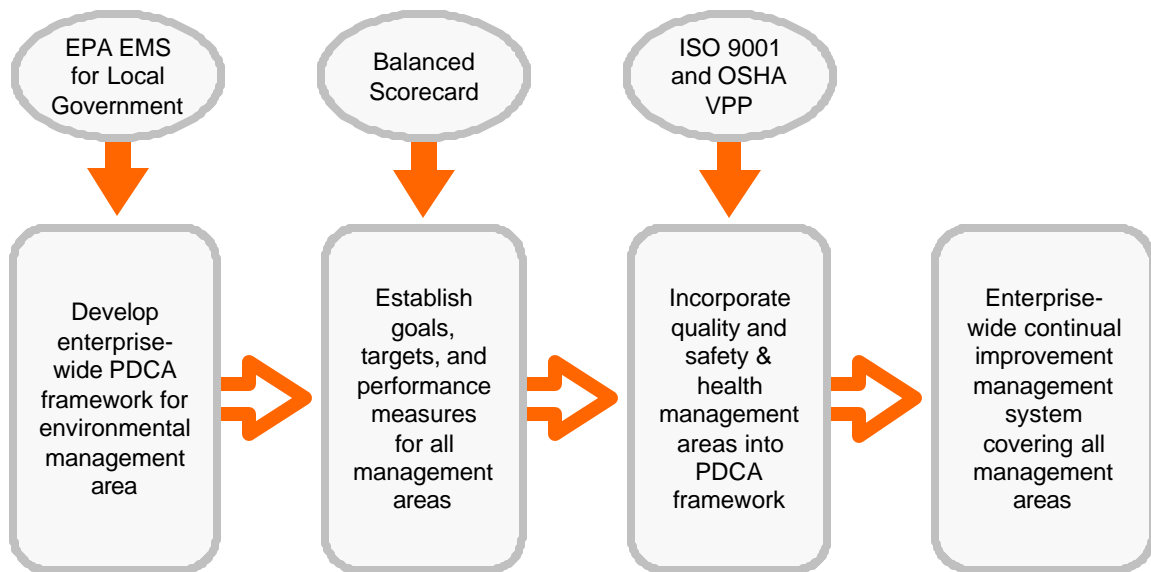 EPA EMS
for Local
Government
Balanced
Scorecard
ISO 9001
and OSHA
VPP
Develop
enterprise-
wide PDCA
framework for
environmental
management
area
Establish
goals,
targets, and
performance
measures
for all
management
areas
Incorporate
quality and
safety &
health
management
areas into
PDCA
framework
Enterprise-
wide continual
improvement
management
system
covering all
management
areas